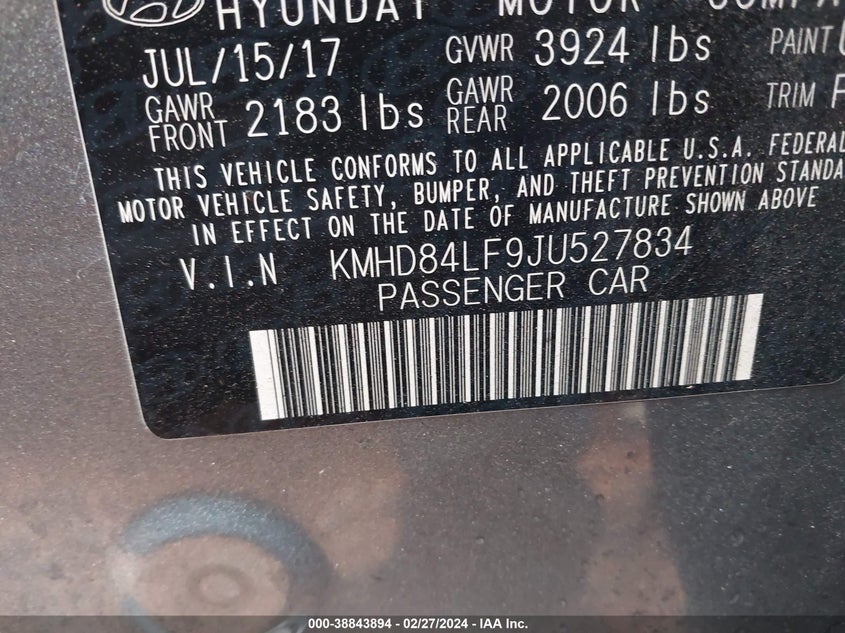 HYUNDAI MOTOR
JUL/15/17 GVWR 3924 lbs PAINT
GAWR FRONT 2183 lbs GAWR REAR 2006 lbs TRIM
THIS VEHICLE CONFORMS TO ALL APPLICABLE U.S.A. FEDERAL
MOTOR VEHICLE SAFETY, BUMPER, AND THEFT PREVENTION STANDA
IN EFFECT ON THE DATE OF MANUFACTURE SHOWN ABOVE
V.I.N KMHD84LF9JU527834
PASSENGER CAR
000-38843894 - 02/27/2024 - IAA Inc.